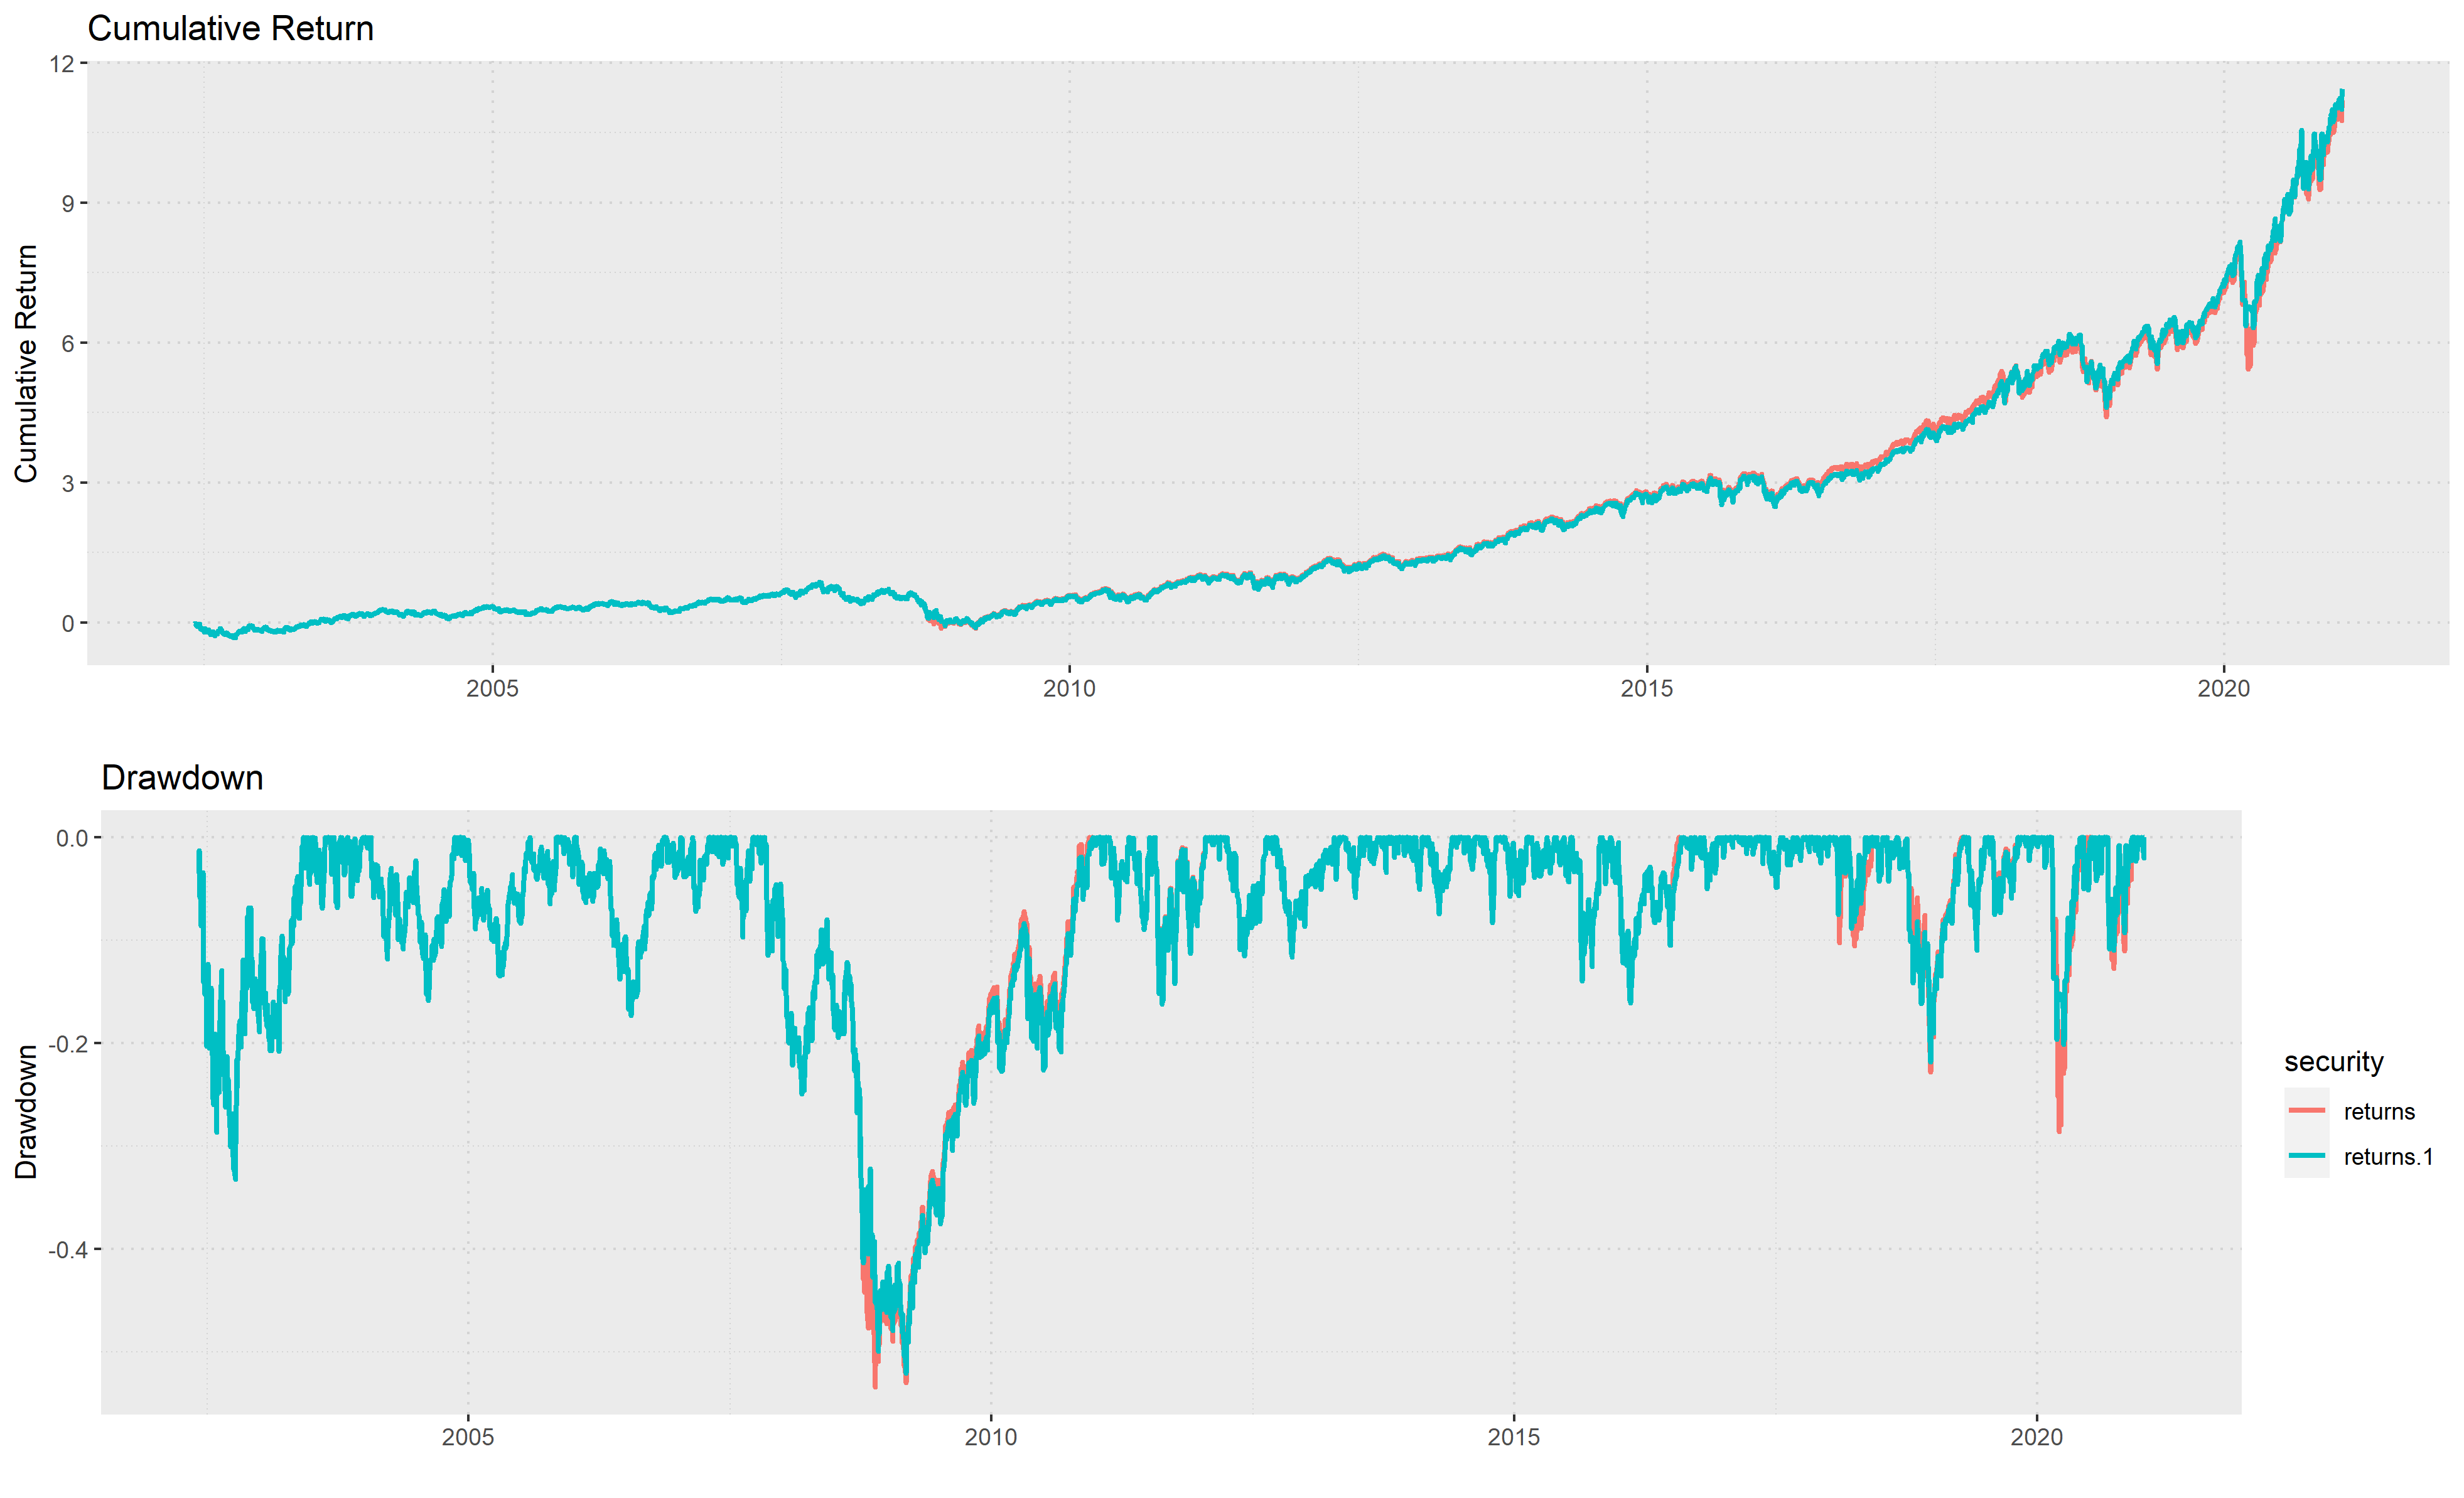 Cumulative Return
Cumulative Return
12
9
6
3
0
2005 2010 2015 2020
Drawdown
Drawdown
0.0
-0.2
-0.4
2005 2010 2015 2020
security
returns
returns.1